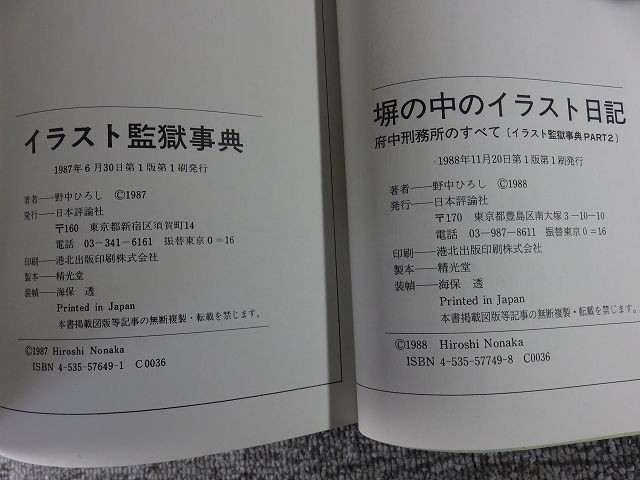 イラスト監獄事典
1987年6月30日第1版第1刷発行
著者──野中ひろし ©1987
発行──日本評論社
〒160 東京都新宿区須賀町14
電話 03-341-6161 振替東京0=16
印刷──港北出版印刷株式会社
製本──精光堂
装幀──海保 透
Printed in Japan
本書掲載図版等記事の無断複製・転載を禁じます。
©1987 Hiroshi Nonaka
ISBN 4-535-57649-1 C0036
塀の中のイラスト日記
府中刑務所のすべて〔イラスト監獄事典PART2〕
1988年11月20日第1版第1刷発行
著者──野中ひろし ©1988
発行──日本評論社
〒170 東京都豊島区南大塚3-10-10
電話 03-987-8611 振替東京0=16
印刷──港北出版印刷株式会社
製本──精光堂
装幀──海保 透
Printed in Japan
本書掲載図版等記事の無断複製・転載を禁じます。
©1988 Hiroshi Nonaka
ISBN 4-535-57749-8 C0036